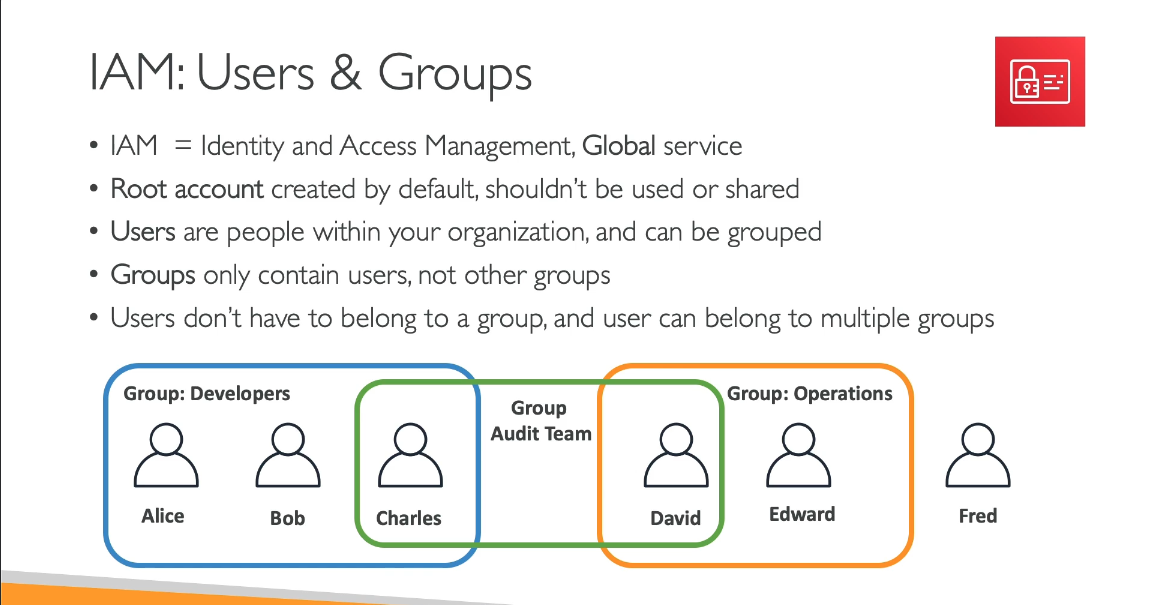 IAM: Users & Groups
• IAM = Identity and Access Management, Global service
• Root account created by default, shouldn't be used or shared
• Users are people within your organization, and can be grouped
• Groups only contain users, not other groups
• Users don't have to belong to a group, and user can belong to multiple groups
Group: Developers
Group
Audit Team
Group: Operations
Alice
Bob
Charles
David
Edward
Fred